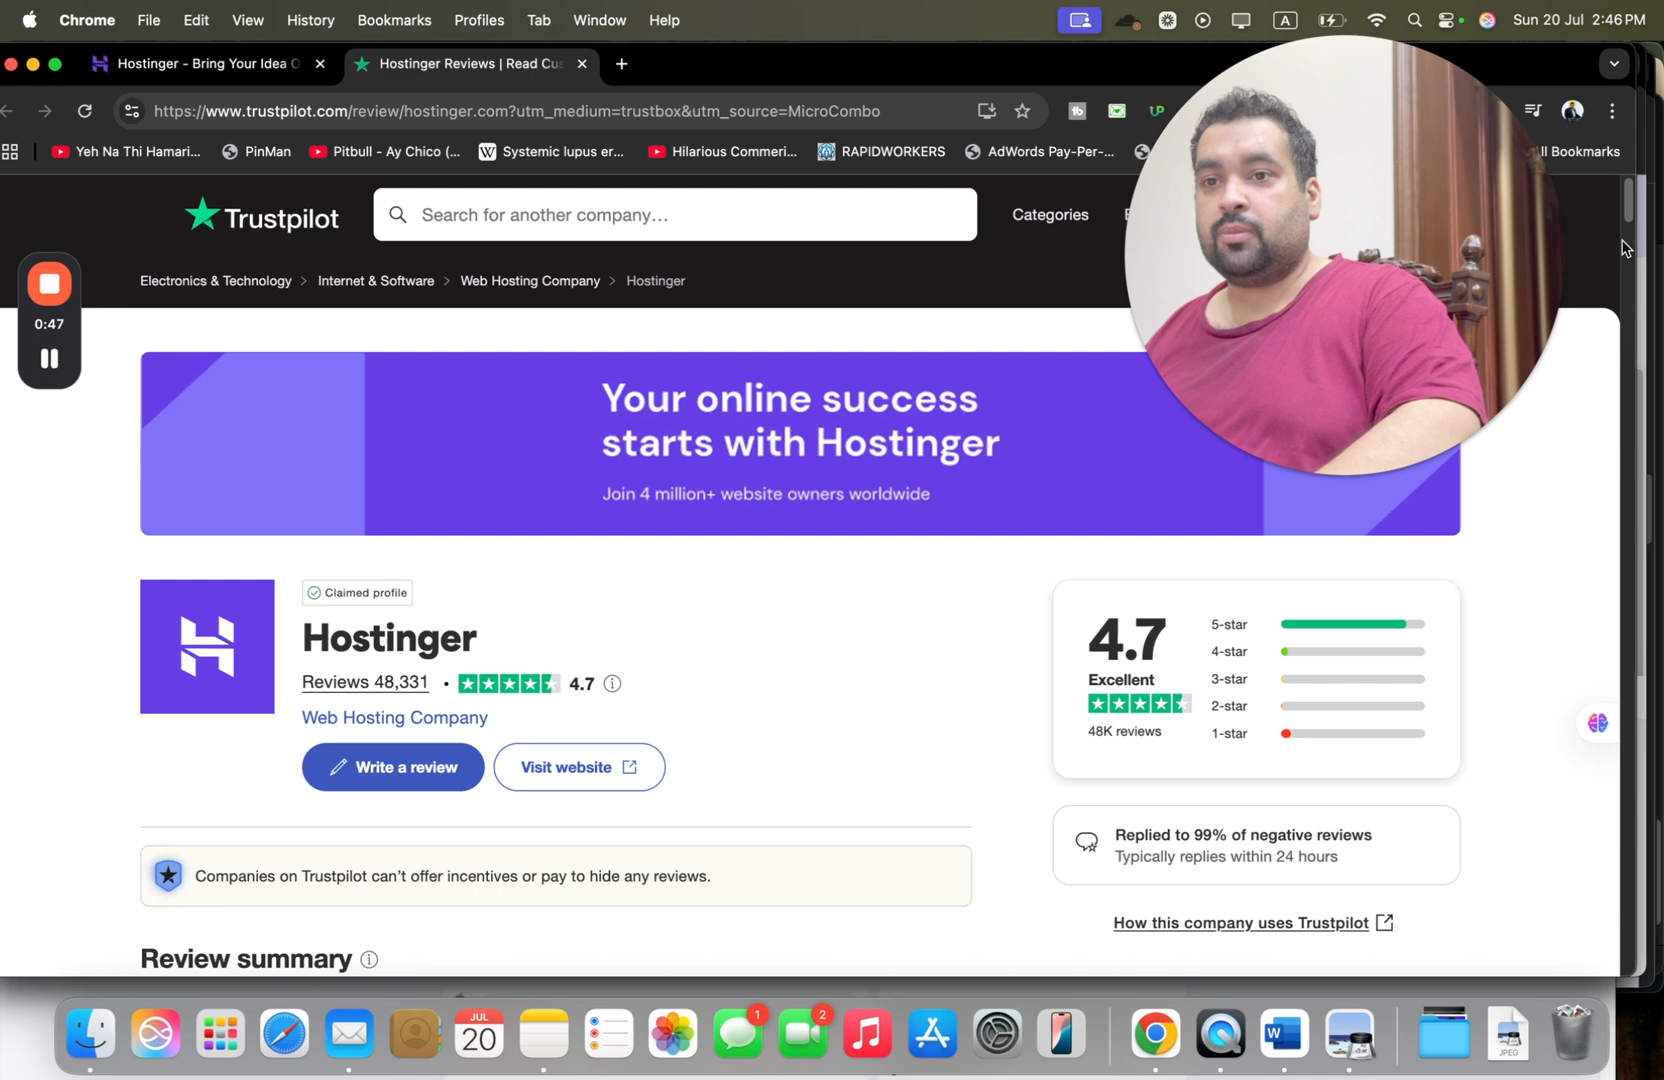 Chrome File Edit View History Bookmarks Profiles Tab Window Help A Sun 20 Jul 2:46 PM
Hostinger - Bring Your Idea O Hostinger Reviews | Read Cus
https://www.trustpilot.com/review/hostinger.com?utm_medium=trustbox&utm_source=MicroCombo tb UP
Yeh Na Thi Hamari... PinMan Pitbull - Ay Chico (... W Systemic lupus er... Hilarious Commeri... RAPIDWORKERS AdWords Pay-Per-... ll Bookmarks
Trustpilot Search for another company... Categories
Electronics & Technology > Internet & Software > Web Hosting Company > Hostinger
0:47
Your online success
starts with Hostinger
Join 4 million+ website owners worldwide
Claimed profile
Hostinger
Reviews 48,331 • 4.7
Web Hosting Company
Write a review Visit website
4.7
Excellent
48K reviews
5-star
4-star
3-star
2-star
1-star
Replied to 99% of negative reviews
Typically replies within 24 hours
Companies on Trustpilot can't offer incentives or pay to hide any reviews.
How this company uses Trustpilot
Review summary
JUL
20
1
2
W
JPEG